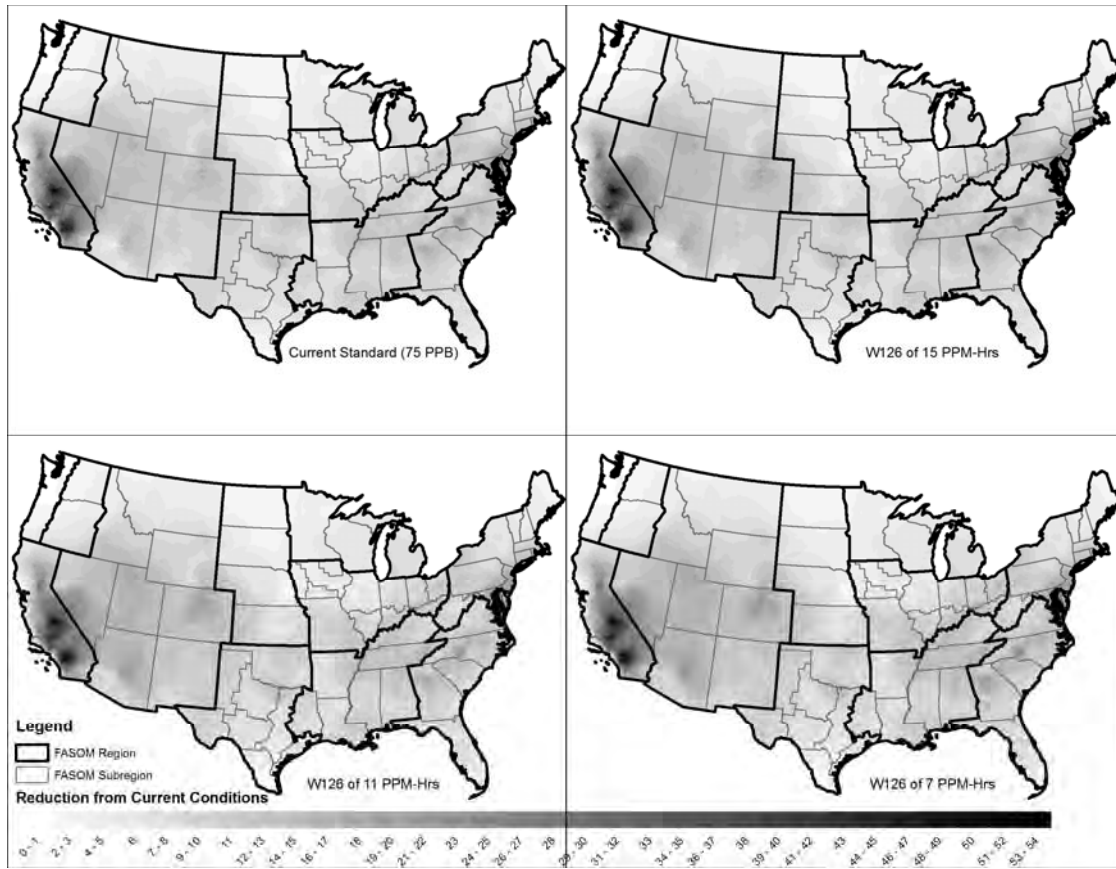 Current Standard (75 PPB)
W126 of 15 PPM-Hrs
Legend
FASOM Region
FASOM Subregion
W126 of 11 PPM-Hrs
W126 of 7 PPM-Hrs
Reduction from Current Conditions
0 - 1
2 - 3
4 - 5
6
7 - 8
9 - 10
11
12 - 13
14 - 15
16 - 17
18
19 - 20
21 - 22
23
24 - 25
26 - 27
28
29 - 30
31 - 32
33
34 - 35
36 - 37
38
39 - 40
41 - 42
43
44 - 45
46 - 47
48 - 49
50
51 - 52
53 - 54